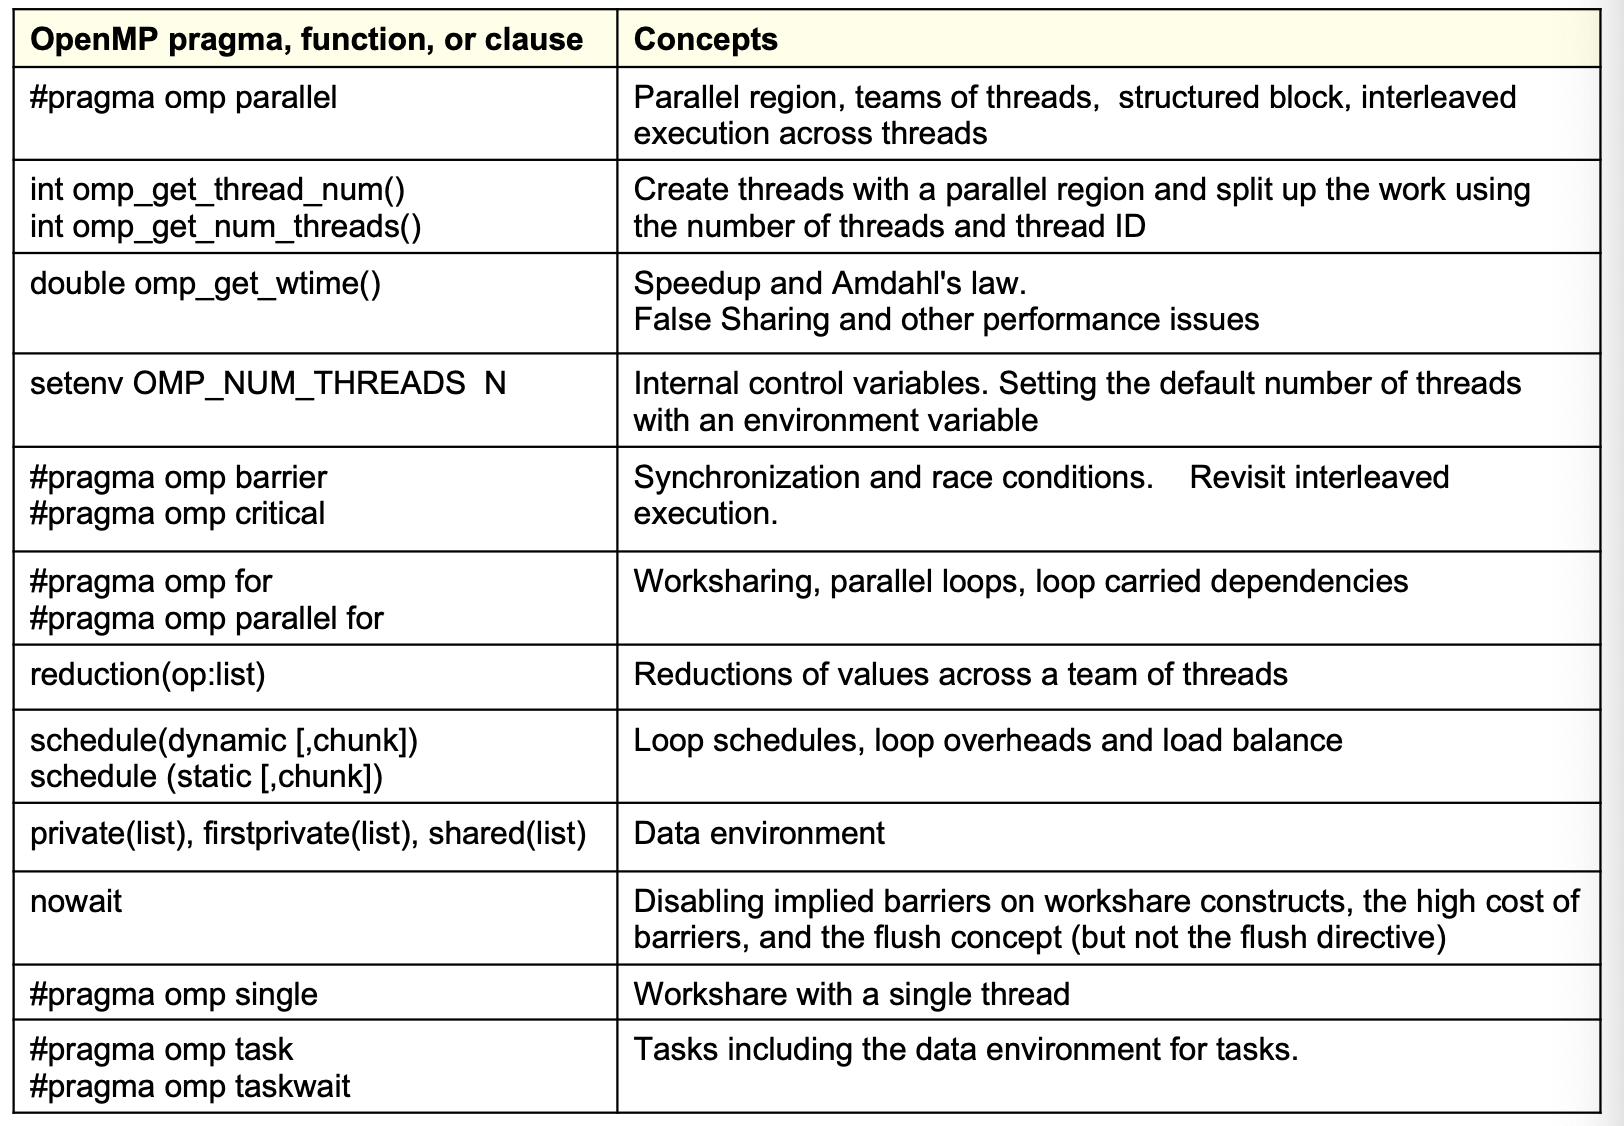 OpenMP pragma, function, or clause
Concepts
#pragma omp parallel
Parallel region, teams of threads,  structured block, interleaved
execution across threads
int omp_get_thread_num()
int omp_get_num_threads()
Create threads with a parallel region and split up the work using
the number of threads and thread ID
double omp_get_wtime()
Speedup and Amdahl's law.
False Sharing and other performance issues
setenv OMP_NUM_THREADS  N
Internal control variables. Setting the default number of threads
with an environment variable
#pragma omp barrier
#pragma omp critical
Synchronization and race conditions.    Revisit interleaved
execution.
#pragma omp for
#pragma omp parallel for
Worksharing, parallel loops, loop carried dependencies
reduction(op:list)
Reductions of values across a team of threads
schedule(dynamic [,chunk])
schedule (static [,chunk])
Loop schedules, loop overheads and load balance
private(list), firstprivate(list), shared(list)
Data environment
nowait
Disabling implied barriers on workshare constructs, the high cost of
barriers, and the flush concept (but not the flush directive)
#pragma omp single
Workshare with a single thread
#pragma omp task
#pragma omp taskwait
Tasks including the data environment for tasks.